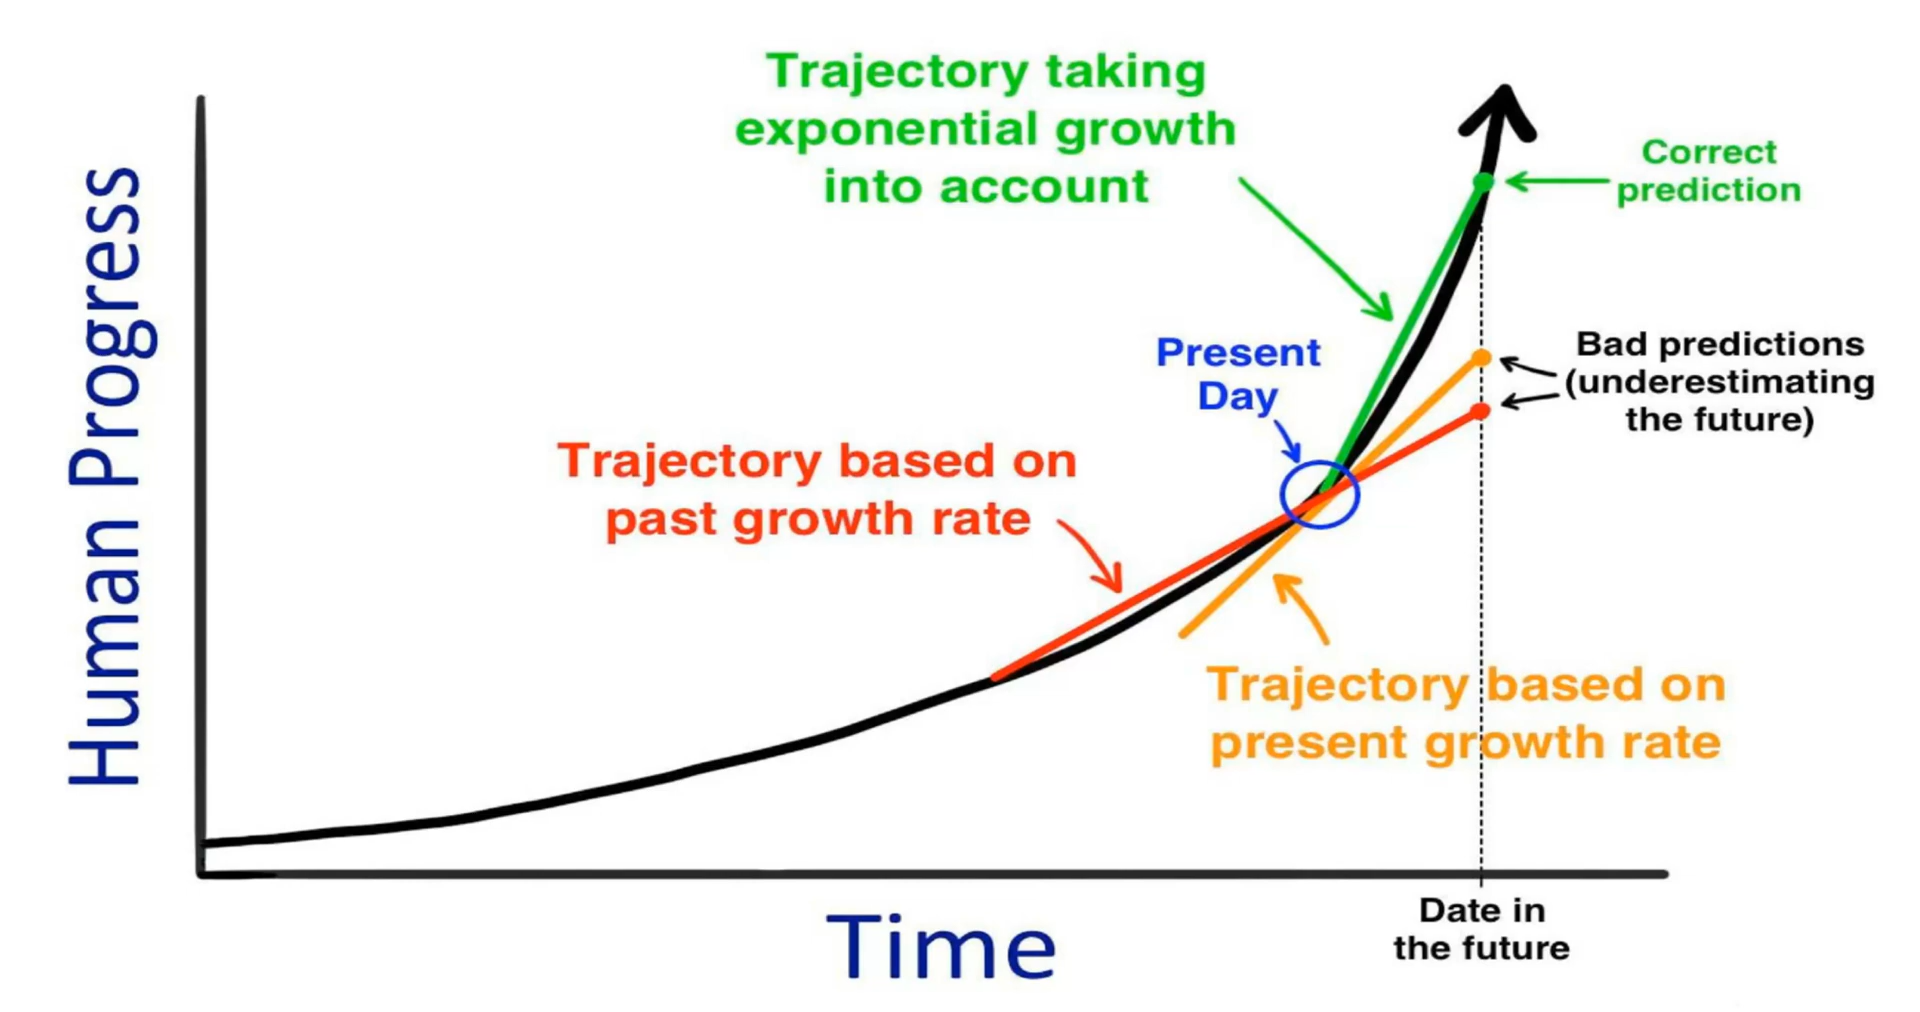 Trajectory taking
exponential growth
into account
Correct
prediction
Present
Day
Bad predictions
(underestimating
the future)
Trajectory based on
past growth rate
Trajectory based on
present growth rate
Human Progress
Time
Date in
the future